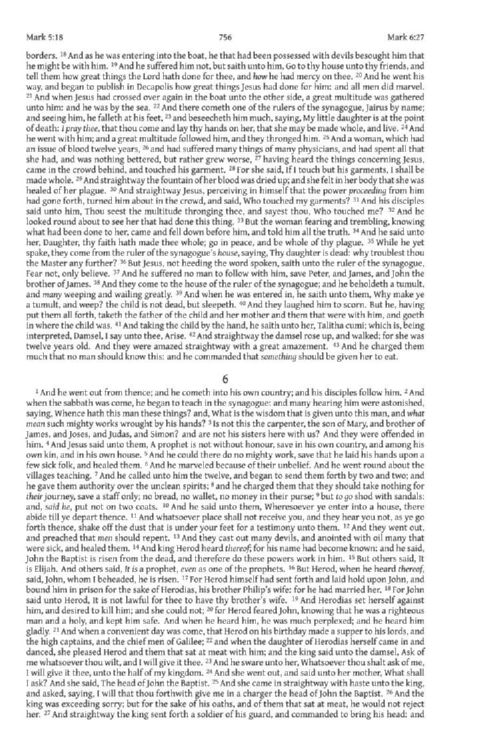 Mark 5:18 756 Mark 6:27
borders. 18 And as he was entering into the boat, he that had been possessed with devils besought him that
he might be with him. 19 And he suffered him not, but saith unto him, Go to thy house unto thy friends, and
tell them how great things the Lord hath done for thee, and how he had mercy on thee. 20 And he went his
way, and began to publish in Decapolis how great things Jesus had done for him: and all men did marvel.
21 And when Jesus had crossed over again in the boat unto the other side, a great multitude was gathered
unto him: and he was by the sea. 22 And there cometh one of the rulers of the synagogue, Jairus by name;
and seeing him, he falleth at his feet, 23 and beseecheth him much, saying, My little daughter is at the point
of death: I pray thee, that thou come and lay thy hands on her, that she may be made whole, and live. 24 And
he went with him; and a great multitude followed him, and they thronged him. 25 And a woman, which had
an issue of blood twelve years, 26 and had suffered many things of many physicians, and had spent all that
she had, and was nothing bettered, but rather grew worse, 27 having heard the things concerning Jesus,
came in the crowd behind, and touched his garment. 28 For she said, If I touch but his garments, I shall be
made whole. 29 And straightway the fountain of her blood was dried up; and she felt in her body that she was
healed of her plague. 30 And straightway Jesus, perceiving in himself that the power proceeding from him
had gone forth, turned him about in the crowd, and said, Who touched my garments? 31 And his disciples
said unto him, Thou seest the multitude thronging thee, and sayest thou, Who touched me? 32 And he
looked round about to see her that had done this thing. 33 But the woman fearing and trembling, knowing
what had been done to her, came and fell down before him, and told him all the truth. 34 And he said unto
her, Daughter, thy faith hath made thee whole; go in peace, and be whole of thy plague. 35 While he yet
spake, they come from the ruler of the synagogue's house, saying, Thy daughter is dead: why troublest thou
the Master any further? 36 But Jesus, not heeding the word spoken, saith unto the ruler of the synagogue,
Fear not, only believe. 37 And he suffered no man to follow with him, save Peter, and James, and John the
brother of James. 38 And they come to the house of the ruler of the synagogue; and he beholdeth a tumult,
and many weeping and wailing greatly. 39 And when he was entered in, he saith unto them, Why make ye
a tumult, and weep? the child is not dead, but sleepeth. 40 And they laughed him to scorn. But he, having
put them all forth, taketh the father of the child and her mother and them that were with him, and goeth
in where the child was. 41 And taking the child by the hand, he saith unto her, Talitha cumi; which is, being
interpreted, Damsel, I say unto thee, Arise. 42 And straightway the damsel rose up, and walked; for she was
twelve years old. And they were amazed straightway with a great amazement. 43 And he charged them
much that no man should know this: and he commanded that something should be given her to eat.
6
1 And he went out from thence; and he cometh into his own country; and his disciples follow him. 2 And
when the sabbath was come, he began to teach in the synagogue: and many hearing him were astonished,
saying, Whence hath this man these things? and, What is the wisdom that is given unto this man, and what
mean such mighty works wrought by his hands? 3 Is not this the carpenter, the son of Mary, and brother of
James, and Joses, and Judas, and Simon? and are not his sisters here with us? And they were offended in
him. 4 And Jesus said unto them, A prophet is not without honour, save in his own country, and among his
own kin, and in his own house. 5 And he could there do no mighty work, save that he laid his hands upon a
few sick folk, and healed them. 6 And he marveled because of their unbelief. And he went round about the
villages teaching. 7 And he called unto him the twelve, and began to send them forth by two and two; and
he gave them authority over the unclean spirits; 8 and he charged them that they should take nothing for
their journey, save a staff only; no bread, no wallet, no money in their purse; 9 but to go shod with sandals:
and, said he, put not on two coats. 10 And he said unto them, Wheresoever ye enter into a house, there
abide till ye depart thence. 11 And whatsoever place shall not receive you, and they hear you not, as ye go
forth thence, shake off the dust that is under your feet for a testimony unto them. 12 And they went out,
and preached that men should repent. 13 And they cast out many devils, and anointed with oil many that
were sick, and healed them. 14 And king Herod heard thereof; for his name had become known: and he said,
John the Baptist is risen from the dead, and therefore do these powers work in him. 15 But others said, It
is Elijah. And others said, It is a prophet, even as one of the prophets. 16 But Herod, when he heard thereof,
said, John, whom I beheaded, he is risen. 17 For Herod himself had sent forth and laid hold upon John, and
bound him in prison for the sake of Herodias, his brother Philip's wife: for he had married her. 18 For John
said unto Herod, It is not lawful for thee to have thy brother's wife. 19 And Herodias set herself against
him, and desired to kill him; and she could not; 20 for Herod feared John, knowing that he was a righteous
man and a holy, and kept him safe. And when he heard him, he was much perplexed; and he heard him
gladly. 21 And when a convenient day was come, that Herod on his birthday made a supper to his lords, and
the high captains, and the chief men of Galilee; 22 and when the daughter of Herodias herself came in and
danced, she pleased Herod and them that sat at meat with him; and the king said unto the damsel, Ask of
me whatsoever thou wilt, and I will give it thee. 23 And he sware unto her, Whatsoever thou shalt ask of me,
I will give it thee, unto the half of my kingdom. 24 And she went out, and said unto her mother, What shall
I ask? And she said, The head of John the Baptist. 25 And she came in straightway with haste unto the king,
and asked, saying, I will that thou forthwith give me in a charger the head of John the Baptist. 26 And the
king was exceeding sorry; but for the sake of his oaths, and of them that sat at meat, he would not reject
her. 27 And straightway the king sent forth a soldier of his guard, and commanded to bring his head: and